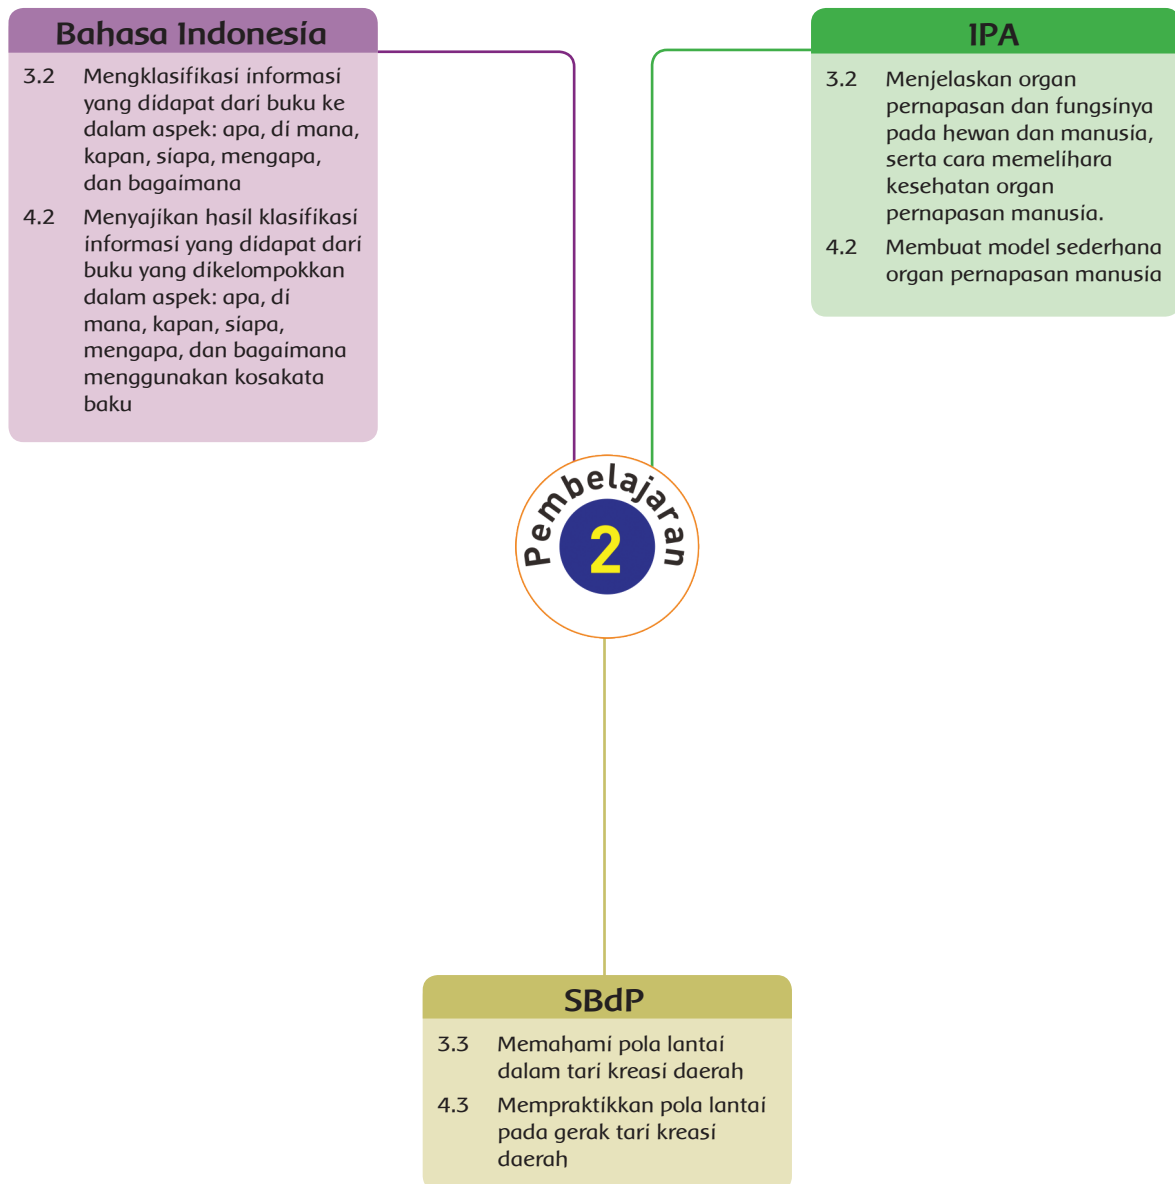 Bahasa Indonesia
3.2 Mengklasifikasi informasi
yang didapat dari buku ke
dalam aspek: apa, di mana,
kapan, siapa, mengapa,
dan bagaimana
4.2 Menyajikan hasil klasifikasi
informasi yang didapat dari
buku yang dikelompokkan
dalam aspek: apa, di
mana, kapan, siapa,
mengapa, dan bagaimana
menggunakan kosakata
baku
IPA
3.2 Menjelaskan organ
pernapasan dan fungsinya
pada hewan dan manusia,
serta cara memelihara
kesehatan organ
pernapasan manusia.
4.2 Membuat model sederhana
organ pernapasan manusia
Pembelajaran
2
SBdP
3.3 Memahami pola lantai
dalam tari kreasi daerah
4.3 Mempraktikkan pola lantai
pada gerak tari kreasi
daerah